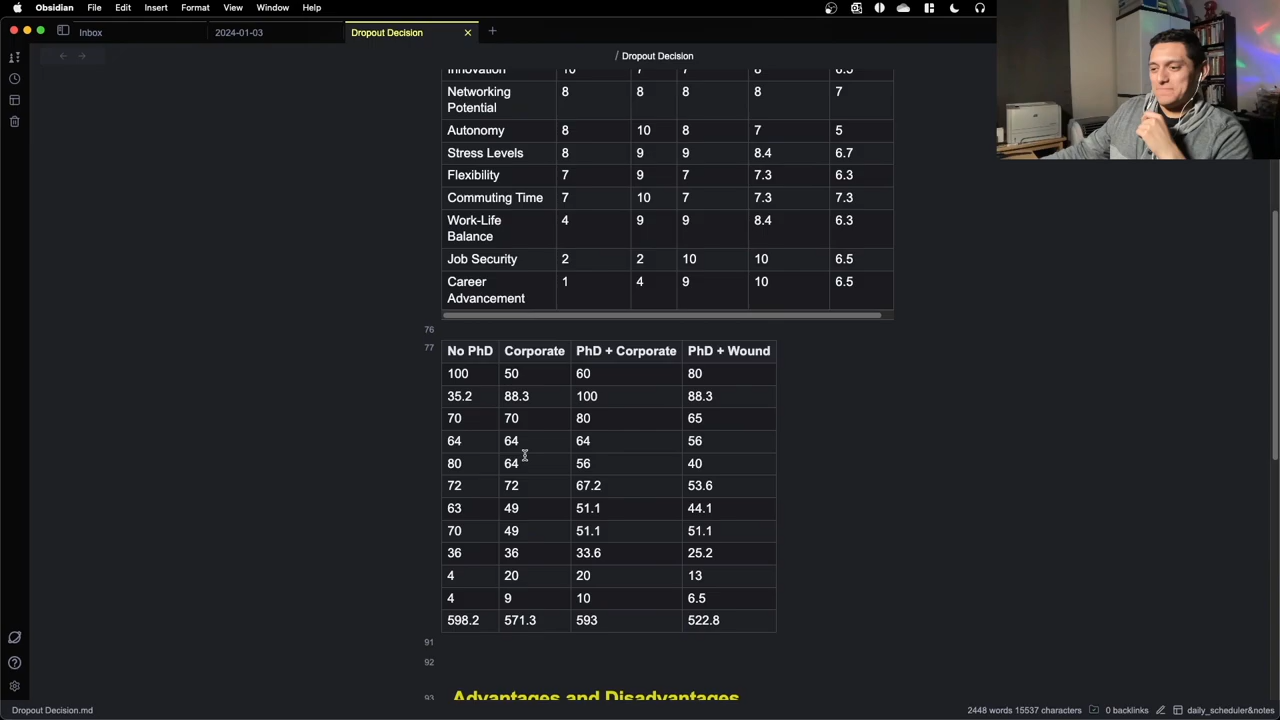 Obsidian File Edit Insert Format View Window Help
Inbox 2024-01-03 Dropout Decision
/ Dropout Decision
Innovation 10 7 7 6 6.5
Networking 8 8 8 8 7
Potential
Autonomy 8 10 8 7 5
Stress Levels 8 9 9 8.4 6.7
Flexibility 7 9 7 7.3 6.3
Commuting Time 7 10 7 7.3 7.3
Work-Life 4 9 9 8.4 6.3
Balance
Job Security 2 2 10 10 6.5
Career 1 4 9 10 6.5
Advancement
76
77
No PhD Corporate PhD + Corporate PhD + Wound
100 50 60 80
35.2 88.3 100 88.3
70 70 80 65
64 64 64 56
80 64 56 40
72 72 67.2 53.6
63 49 51.1 44.1
70 49 51.1 51.1
36 36 33.6 25.2
4 20 20 13
4 9 10 6.5
598.2 571.3 593 522.8
91
92
93 Advantages and Disadvantages
Dropout Decision.md 2448 words 15537 characters 0 backlinks daily_scheduler&notes